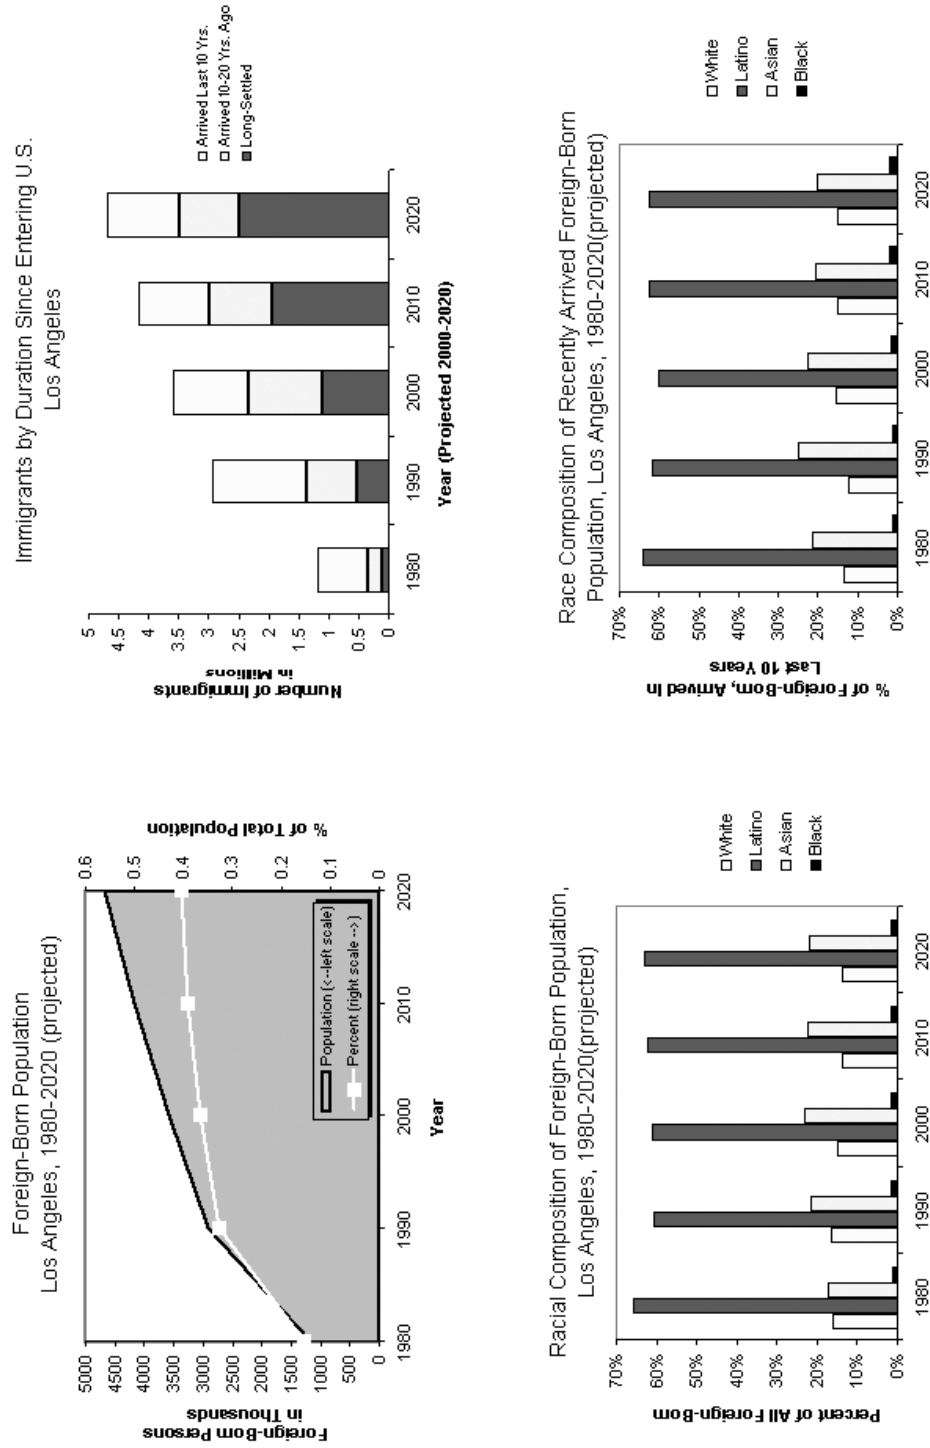 Foreign-Born Population
Los Angeles, 1980-2020 (projected)
Foreign-Born Persons
in Thousands
5000
4500
4000
3500
3000
2500
2000
1500
1000
500
0
% of Total Population
0.6
0.5
0.4
0.3
0.2
0.1
0
Population (<--left scale)
Percent (right scale -->)
1980
1990
2000
2010
2020
Year
Immigrants by Duration Since Entering U.S.
Los Angeles
Number of Immigrants
in Millions
5
4.5
4
3.5
3
2.5
2
1.5
1
0.5
0
Arrived Last 10 Yrs.
Arrived 10-20 Yrs. Ago
Long-Settled
1980
1990
2000
2010
2020
Year (Projected 2000-2020)
Racial Composition of Foreign-Born Population,
Los Angeles, 1980-2020(projected)
Percent of All Foreign-Born
70%
60%
50%
40%
30%
20%
10%
0%
White
Latino
Asian
Black
1980
1990
2000
2010
2020
Race Composition of Recently Arrived Foreign-Born
Population, Los Angeles, 1980-2020(projected)
% of Foreign-Born, Arrived In
Last 10 Years
70%
60%
50%
40%
30%
20%
10%
0%
White
Latino
Asian
Black
1980
1990
2000
2010
2020